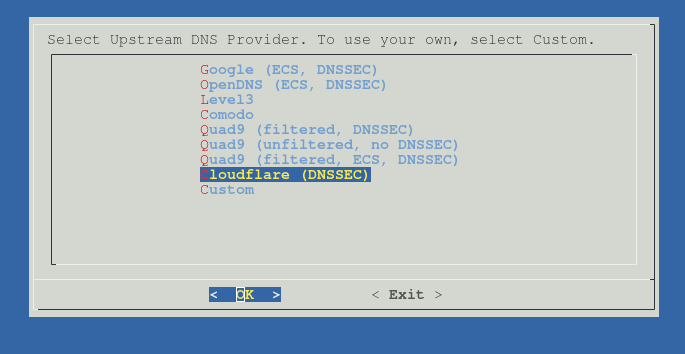 Select Upstream DNS Provider. To use your own, select Custom.
Google (ECS, DNSSEC)
OpenDNS (ECS, DNSSEC)
Level3
Comodo
Quad9 (filtered, DNSSEC)
Quad9 (unfiltered, no DNSSEC)
Quad9 (filtered, ECS, DNSSEC)
Cloudflare (DNSSEC)
Custom
<  OK  > < Exit >